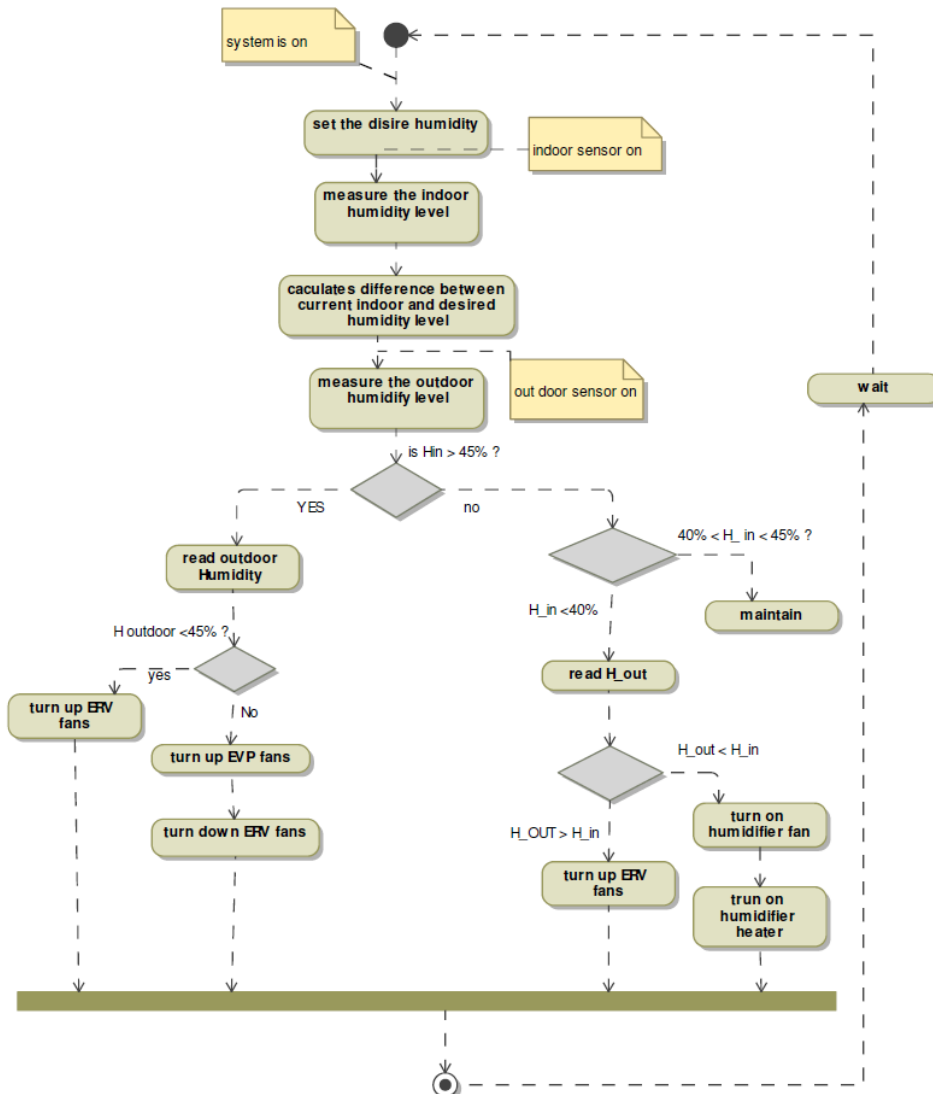 system is on
set the disire humidity
indoor sensor on
measure the indoor
humidity level
caculates difference between
current indoor and desired
humidity level
measure the outdoor
humidify level
out door sensor on
wait
is Hin > 45% ?
YES
no
read outdoor
Humidity
40% < H_ in < 45% ?
H_in <40%
maintain
H outdoor <45% ?
yes
read H_out
turn up ERV
fans
No
turn up EVP fans
H_out < H_in
turn down ERV fans
H_OUT > H_in
turn on
humidifier fan
turn up ERV
fans
trun on
humidifier
heater